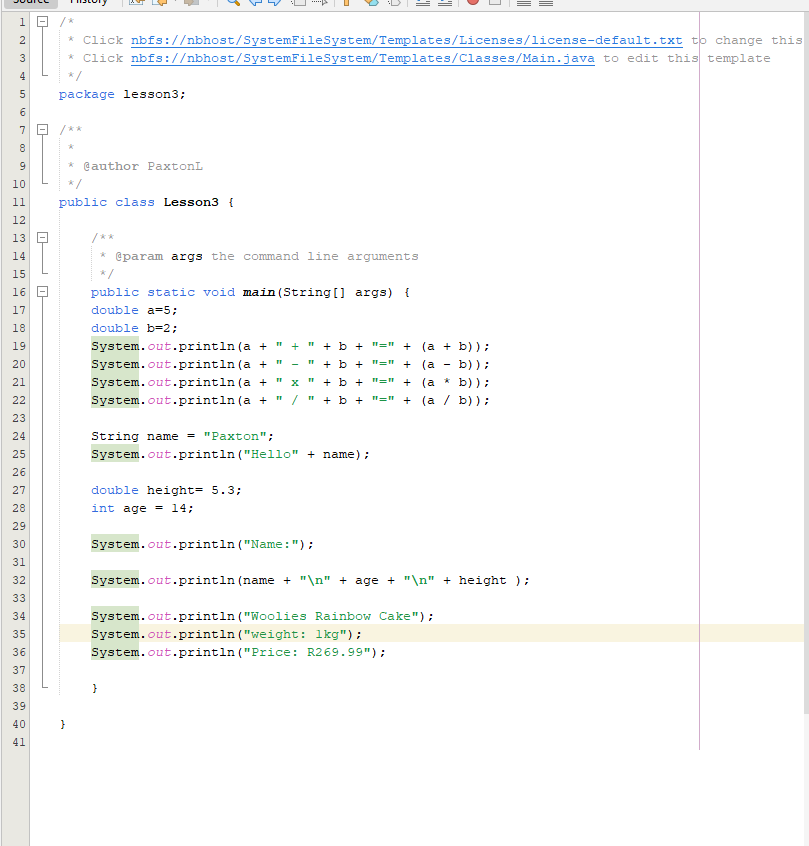 Source History
1 /*
2 * Click nbfs://nbhost/SystemFileSystem/Templates/Licenses/license-default.txt to change this
3 * Click nbfs://nbhost/SystemFileSystem/Templates/Classes/Main.java to edit this template
4 */
5 package lesson3;
6
7 /**
8 *
9 * @author PaxtonL
10 */
11 public class Lesson3 {
12
13 /**
14 * @param args the command line arguments
15 */
16 public static void main(String[] args) {
17 double a=5;
18 double b=2;
19 System.out.println(a + " + " + b + "=" + (a + b));
20 System.out.println(a + " - " + b + "=" + (a - b));
21 System.out.println(a + " x " + b + "=" + (a * b));
22 System.out.println(a + " / " + b + "=" + (a / b));
23
24 String name = "Paxton";
25 System.out.println("Hello" + name);
26
27 double height= 5.3;
28 int age = 14;
29
30 System.out.println("Name:");
31
32 System.out.println(name + "\n" + age + "\n" + height );
33
34 System.out.println("Woolies Rainbow Cake");
35 System.out.println("weight: 1kg");
36 System.out.println("Price: R269.99");
37
38 }
39
40 }
41